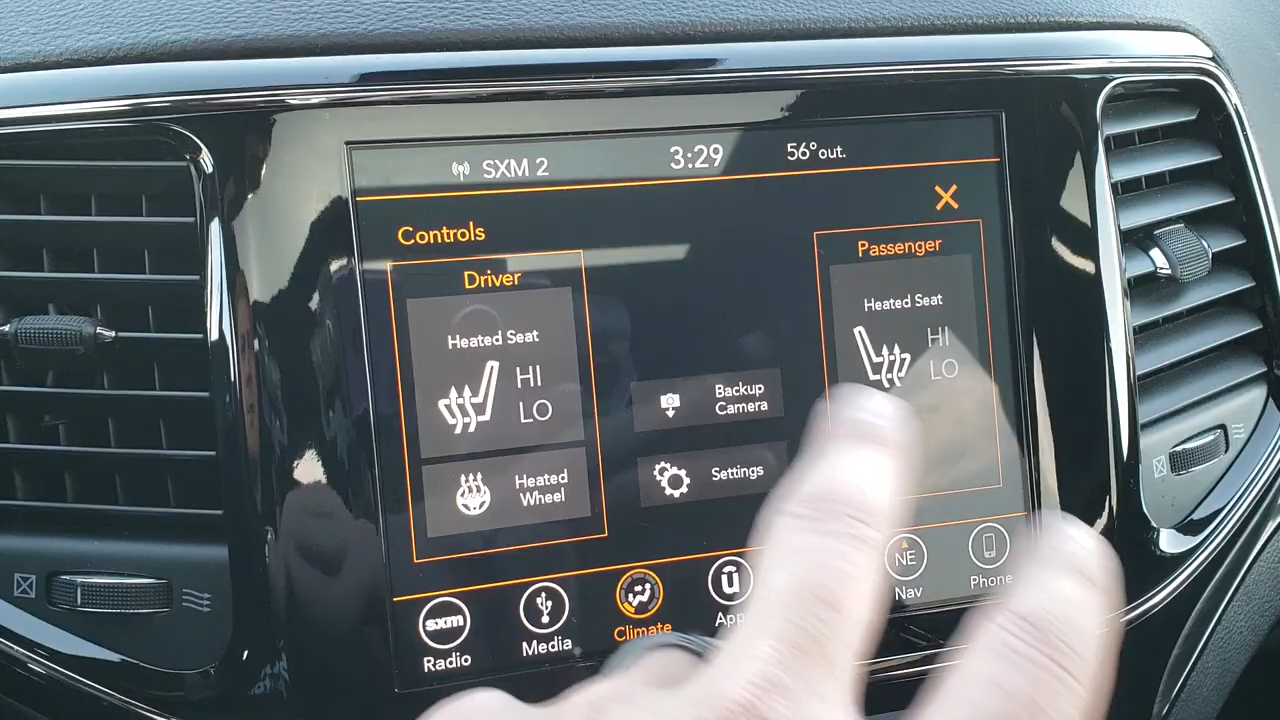 SXM 2
3:29
56° out.
Controls
Driver
Heated Seat
HI
LO
Heated
Wheel
Backup
Camera
Settings
Passenger
Heated Seat
HI
LO
sxm
Radio
Media
Climate
ū
App
NE
Nav
Phone